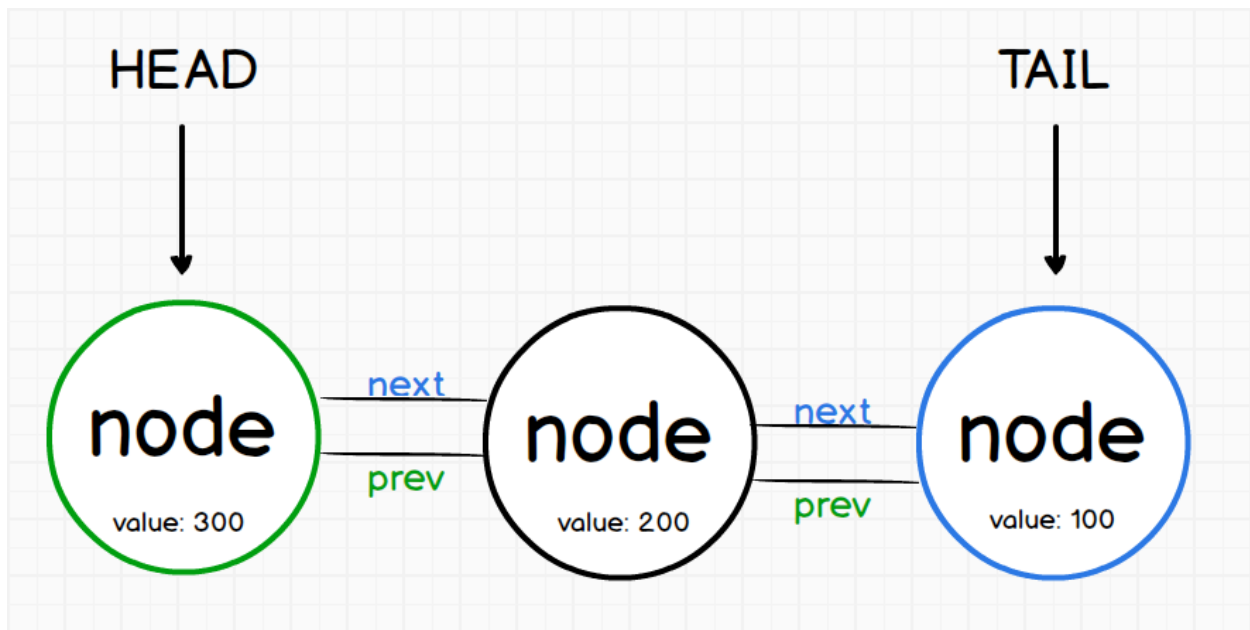 HEAD
TAIL
next
next
node
node
node
prev
prev
value: 300
value: 200
value: 100